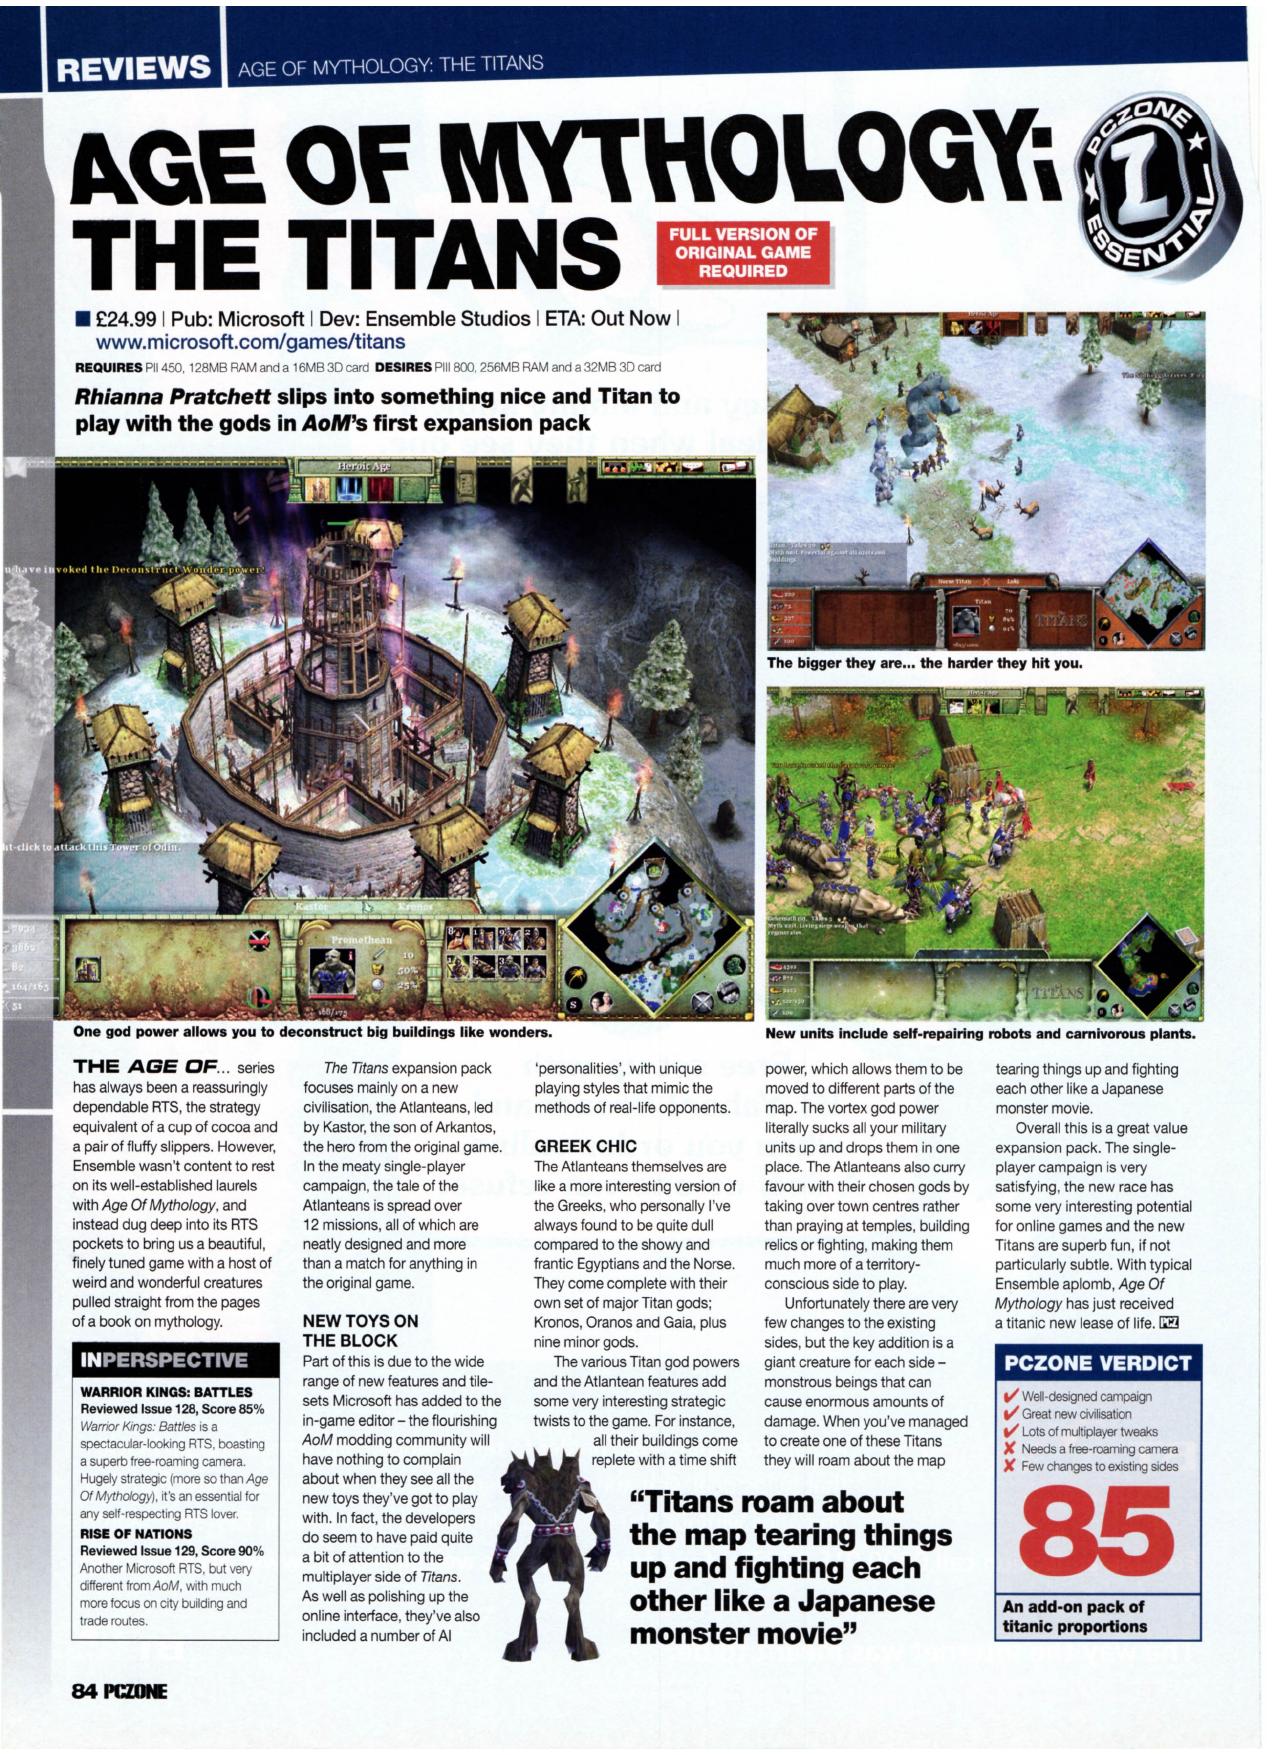 REVIEWS
AGE OF MYTHOLOGY: THE TITANS
AGE OF MYTHOLOGY:
THE TITANS
PCZONE
Z
ESSENTIAL
FULL VERSION OF
ORIGINAL GAME
REQUIRED
£24.99 | Pub: Microsoft | Dev: Ensemble Studios | ETA: Out Now |
www.microsoft.com/games/titans
REQUIRES PII 450, 128MB RAM and a 16MB 3D card DESIRES PIII 800, 256MB RAM and a 32MB 3D card
Rhianna Pratchett slips into something nice and Titan to
play with the gods in AoM's first expansion pack
Heroic Age
u have invoked the Deconstruct Wonder power!
ht-click to attack this Tower of Odin.
Kastor
Kronos
Promethean
10
50%
25%
168/175
164/165
51
S
One god power allows you to deconstruct big buildings like wonders.
Heroic Age
Norse Titan
Loki
Titan
TITANS
The bigger they are... the harder they hit you.
Heroic Age
TITANS
New units include self-repairing robots and carnivorous plants.
THE AGE OF... series
has always been a reassuringly
dependable RTS, the strategy
equivalent of a cup of cocoa and
a pair of fluffy slippers. However,
Ensemble wasn't content to rest
on its well-established laurels
with Age Of Mythology, and
instead dug deep into its RTS
pockets to bring us a beautiful,
finely tuned game with a host of
weird and wonderful creatures
pulled straight from the pages
of a book on mythology.
INPERSPECTIVE
WARRIOR KINGS: BATTLES
Reviewed Issue 128, Score 85%
Warrior Kings: Battles is a
spectacular-looking RTS, boasting
a superb free-roaming camera.
Hugely strategic (more so than Age
Of Mythology), it's an essential for
any self-respecting RTS lover.
RISE OF NATIONS
Reviewed Issue 129, Score 90%
Another Microsoft RTS, but very
different from AoM, with much
more focus on city building and
trade routes.
The Titans expansion pack
focuses mainly on a new
civilisation, the Atlanteans, led
by Kastor, the son of Arkantos,
the hero from the original game.
In the meaty single-player
campaign, the tale of the
Atlanteans is spread over
12 missions, all of which are
neatly designed and more
than a match for anything in
the original game.
NEW TOYS ON
THE BLOCK
Part of this is due to the wide
range of new features and tile-
sets Microsoft has added to the
in-game editor – the flourishing
AoM modding community will
have nothing to complain
about when they see all the
new toys they've got to play
with. In fact, the developers
do seem to have paid quite
a bit of attention to the
multiplayer side of Titans.
As well as polishing up the
online interface, they've also
included a number of AI
'personalities', with unique
playing styles that mimic the
methods of real-life opponents.
GREEK CHIC
The Atlanteans themselves are
like a more interesting version of
the Greeks, who personally I've
always found to be quite dull
compared to the showy and
frantic Egyptians and the Norse.
They come complete with their
own set of major Titan gods;
Kronos, Oranos and Gaia, plus
nine minor gods.
The various Titan god powers
and the Atlantean features add
some very interesting strategic
twists to the game. For instance,
all their buildings come
replete with a time shift
power, which allows them to be
moved to different parts of the
map. The vortex god power
literally sucks all your military
units up and drops them in one
place. The Atlanteans also curry
favour with their chosen gods by
taking over town centres rather
than praying at temples, building
relics or fighting, making them
much more of a territory-
conscious side to play.
Unfortunately there are very
few changes to the existing
sides, but the key addition is a
giant creature for each side –
monstrous beings that can
cause enormous amounts of
damage. When you've managed
to create one of these Titans
they will roam about the map
tearing things up and fighting
each other like a Japanese
monster movie.
Overall this is a great value
expansion pack. The single-
player campaign is very
satisfying, the new race has
some very interesting potential
for online games and the new
Titans are superb fun, if not
particularly subtle. With typical
Ensemble aplomb, Age Of
Mythology has just received
a titanic new lease of life. PCZ
"Titans roam about
the map tearing things
up and fighting each
other like a Japanese
monster movie"
PCZONE VERDICT
✓ Well-designed campaign
✓ Great new civilisation
✓ Lots of multiplayer tweaks
✗ Needs a free-roaming camera
✗ Few changes to existing sides
85
An add-on pack of
titanic proportions
84 PCZONE